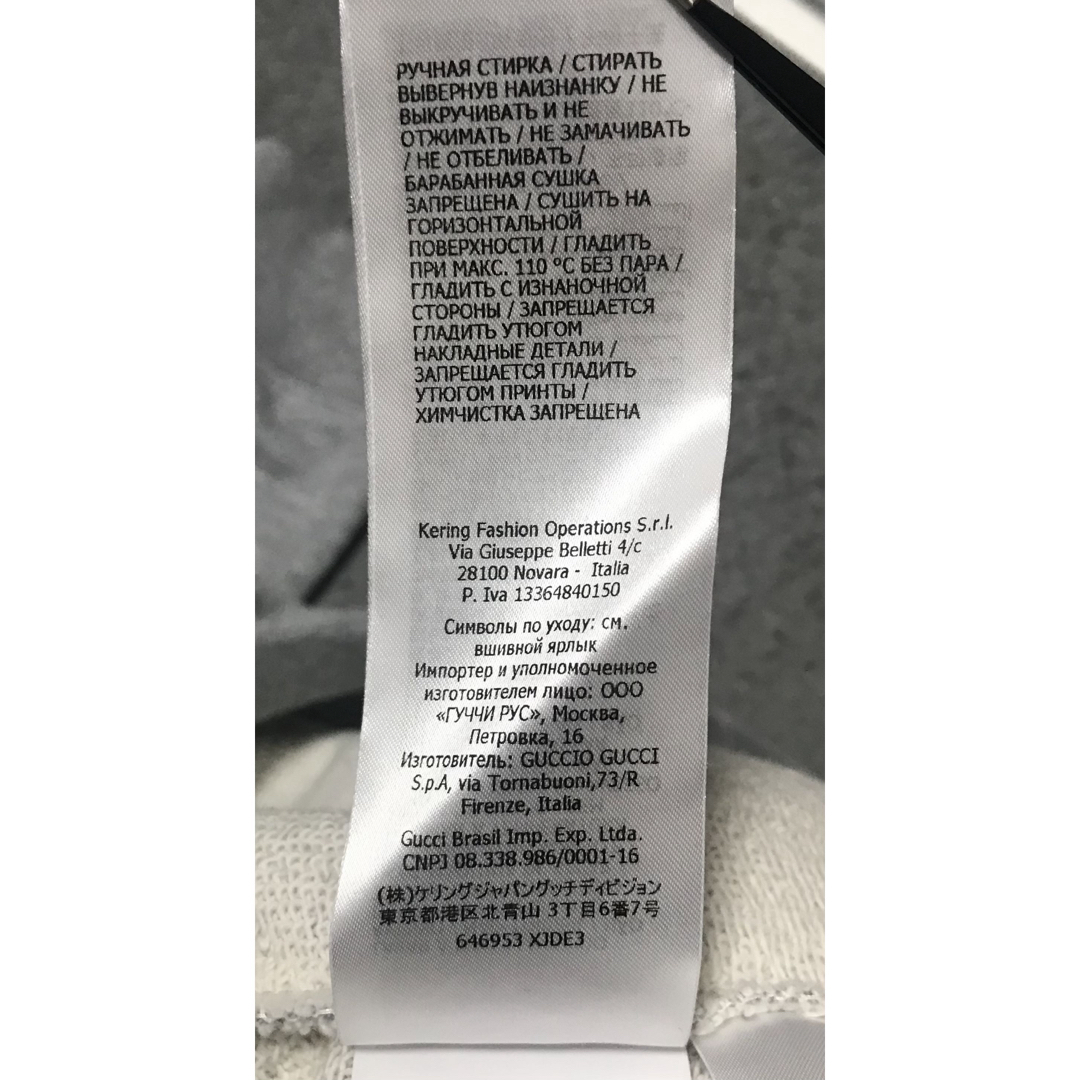 РУЧНАЯ СТИРКА / СТИРАТЬ
ВЫВЕРНУВ НАИЗНАНКУ / НЕ
ВЫКРУЧИВАТЬ И НЕ
ОТЖИМАТЬ / НЕ ЗАМАЧИВАТЬ
/ НЕ ОТБЕЛИВАТЬ /
БАРАБАННАЯ СУШКА
ЗАПРЕЩЕНА / СУШИТЬ НА
ГОРИЗОНТАЛЬНОЙ
ПОВЕРХНОСТИ / ГЛАДИТЬ
ПРИ МАКС. 110 °C БЕЗ ПАРА /
ГЛАДИТЬ С ИЗНАНОЧНОЙ
СТОРОНЫ / ЗАПРЕЩАЕТСЯ
ГЛАДИТЬ УТЮГОМ
НАКЛАДНЫЕ ДЕТАЛИ /
ЗАПРЕЩАЕТСЯ ГЛАДИТЬ
УТЮГОМ ПРИНТЫ /
ХИМЧИСТКА ЗАПРЕЩЕНА
Kering Fashion Operations S.r.l.
Via Giuseppe Belletti 4/c
28100 Novara - Italia
P. Iva 13364840150
Символы по уходу: см.
вшивной ярлык
Импортер и уполномоченное
изготовителем лицо: ООО
«ГУЧЧИ РУС», Москва,
Петровка, 16
Изготовитель: GUCCIO GUCCI
S.p.A, via Tornabuoni,73/R
Firenze, Italia
Gucci Brasil Imp. Exp. Ltda.
CNPJ 08.338.986/0001-16
(株)ケリングジャパングッチディビジョン
東京都港区北青山 3丁目6番7号
646953 XJDE3